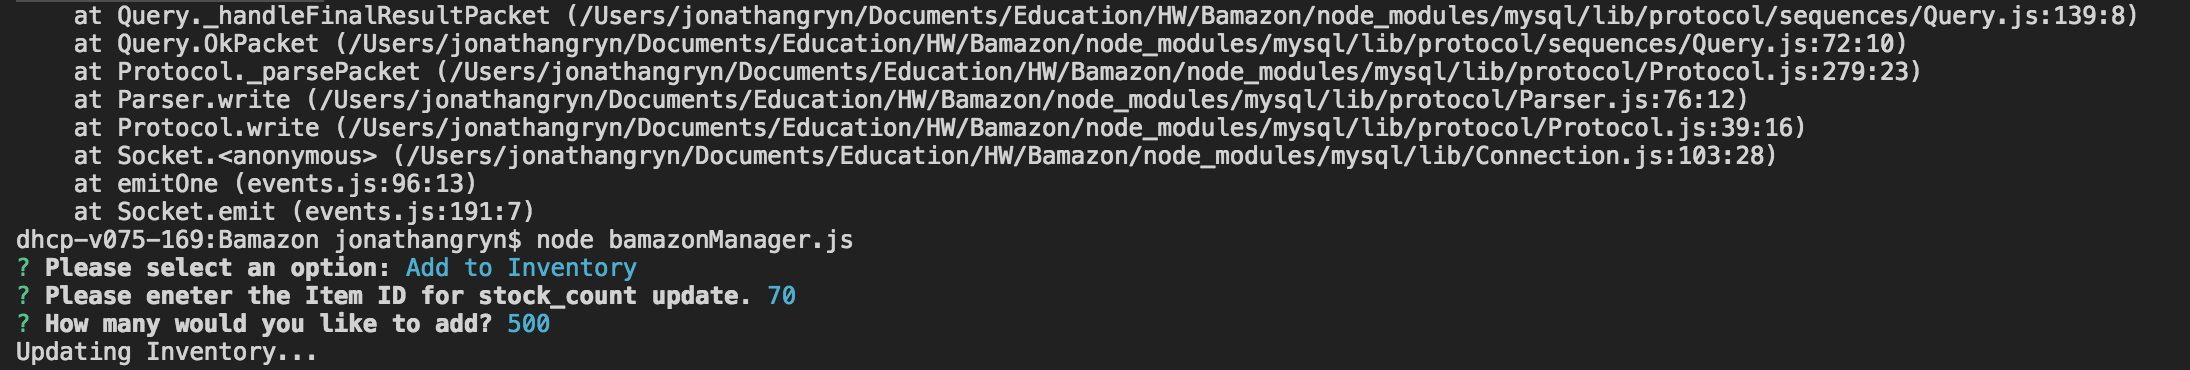 at Query._handleFinalResultPacket (/Users/jonathangryn/Documents/Education/HW/Bamazon/node_modules/mysql/lib/protocol/sequences/Query.js:139:8)
at Query.OkPacket (/Users/jonathangryn/Documents/Education/HW/Bamazon/node_modules/mysql/lib/protocol/sequences/Query.js:72:10)
at Protocol._parsePacket (/Users/jonathangryn/Documents/Education/HW/Bamazon/node_modules/mysql/lib/protocol/Protocol.js:279:23)
at Parser.write (/Users/jonathangryn/Documents/Education/HW/Bamazon/node_modules/mysql/lib/protocol/Parser.js:76:12)
at Protocol.write (/Users/jonathangryn/Documents/Education/HW/Bamazon/node_modules/mysql/lib/protocol/Protocol.js:39:16)
at Socket.<anonymous> (/Users/jonathangryn/Documents/Education/HW/Bamazon/node_modules/mysql/lib/Connection.js:103:28)
at emitOne (events.js:96:13)
at Socket.emit (events.js:191:7)
dhcp-v075-169:Bamazon jonathangryn$ node bamazonManager.js
? Please select an option: Add to Inventory
? Please eneter the Item ID for stock_count update. 70
? How many would you like to add? 500
Updating Inventory...